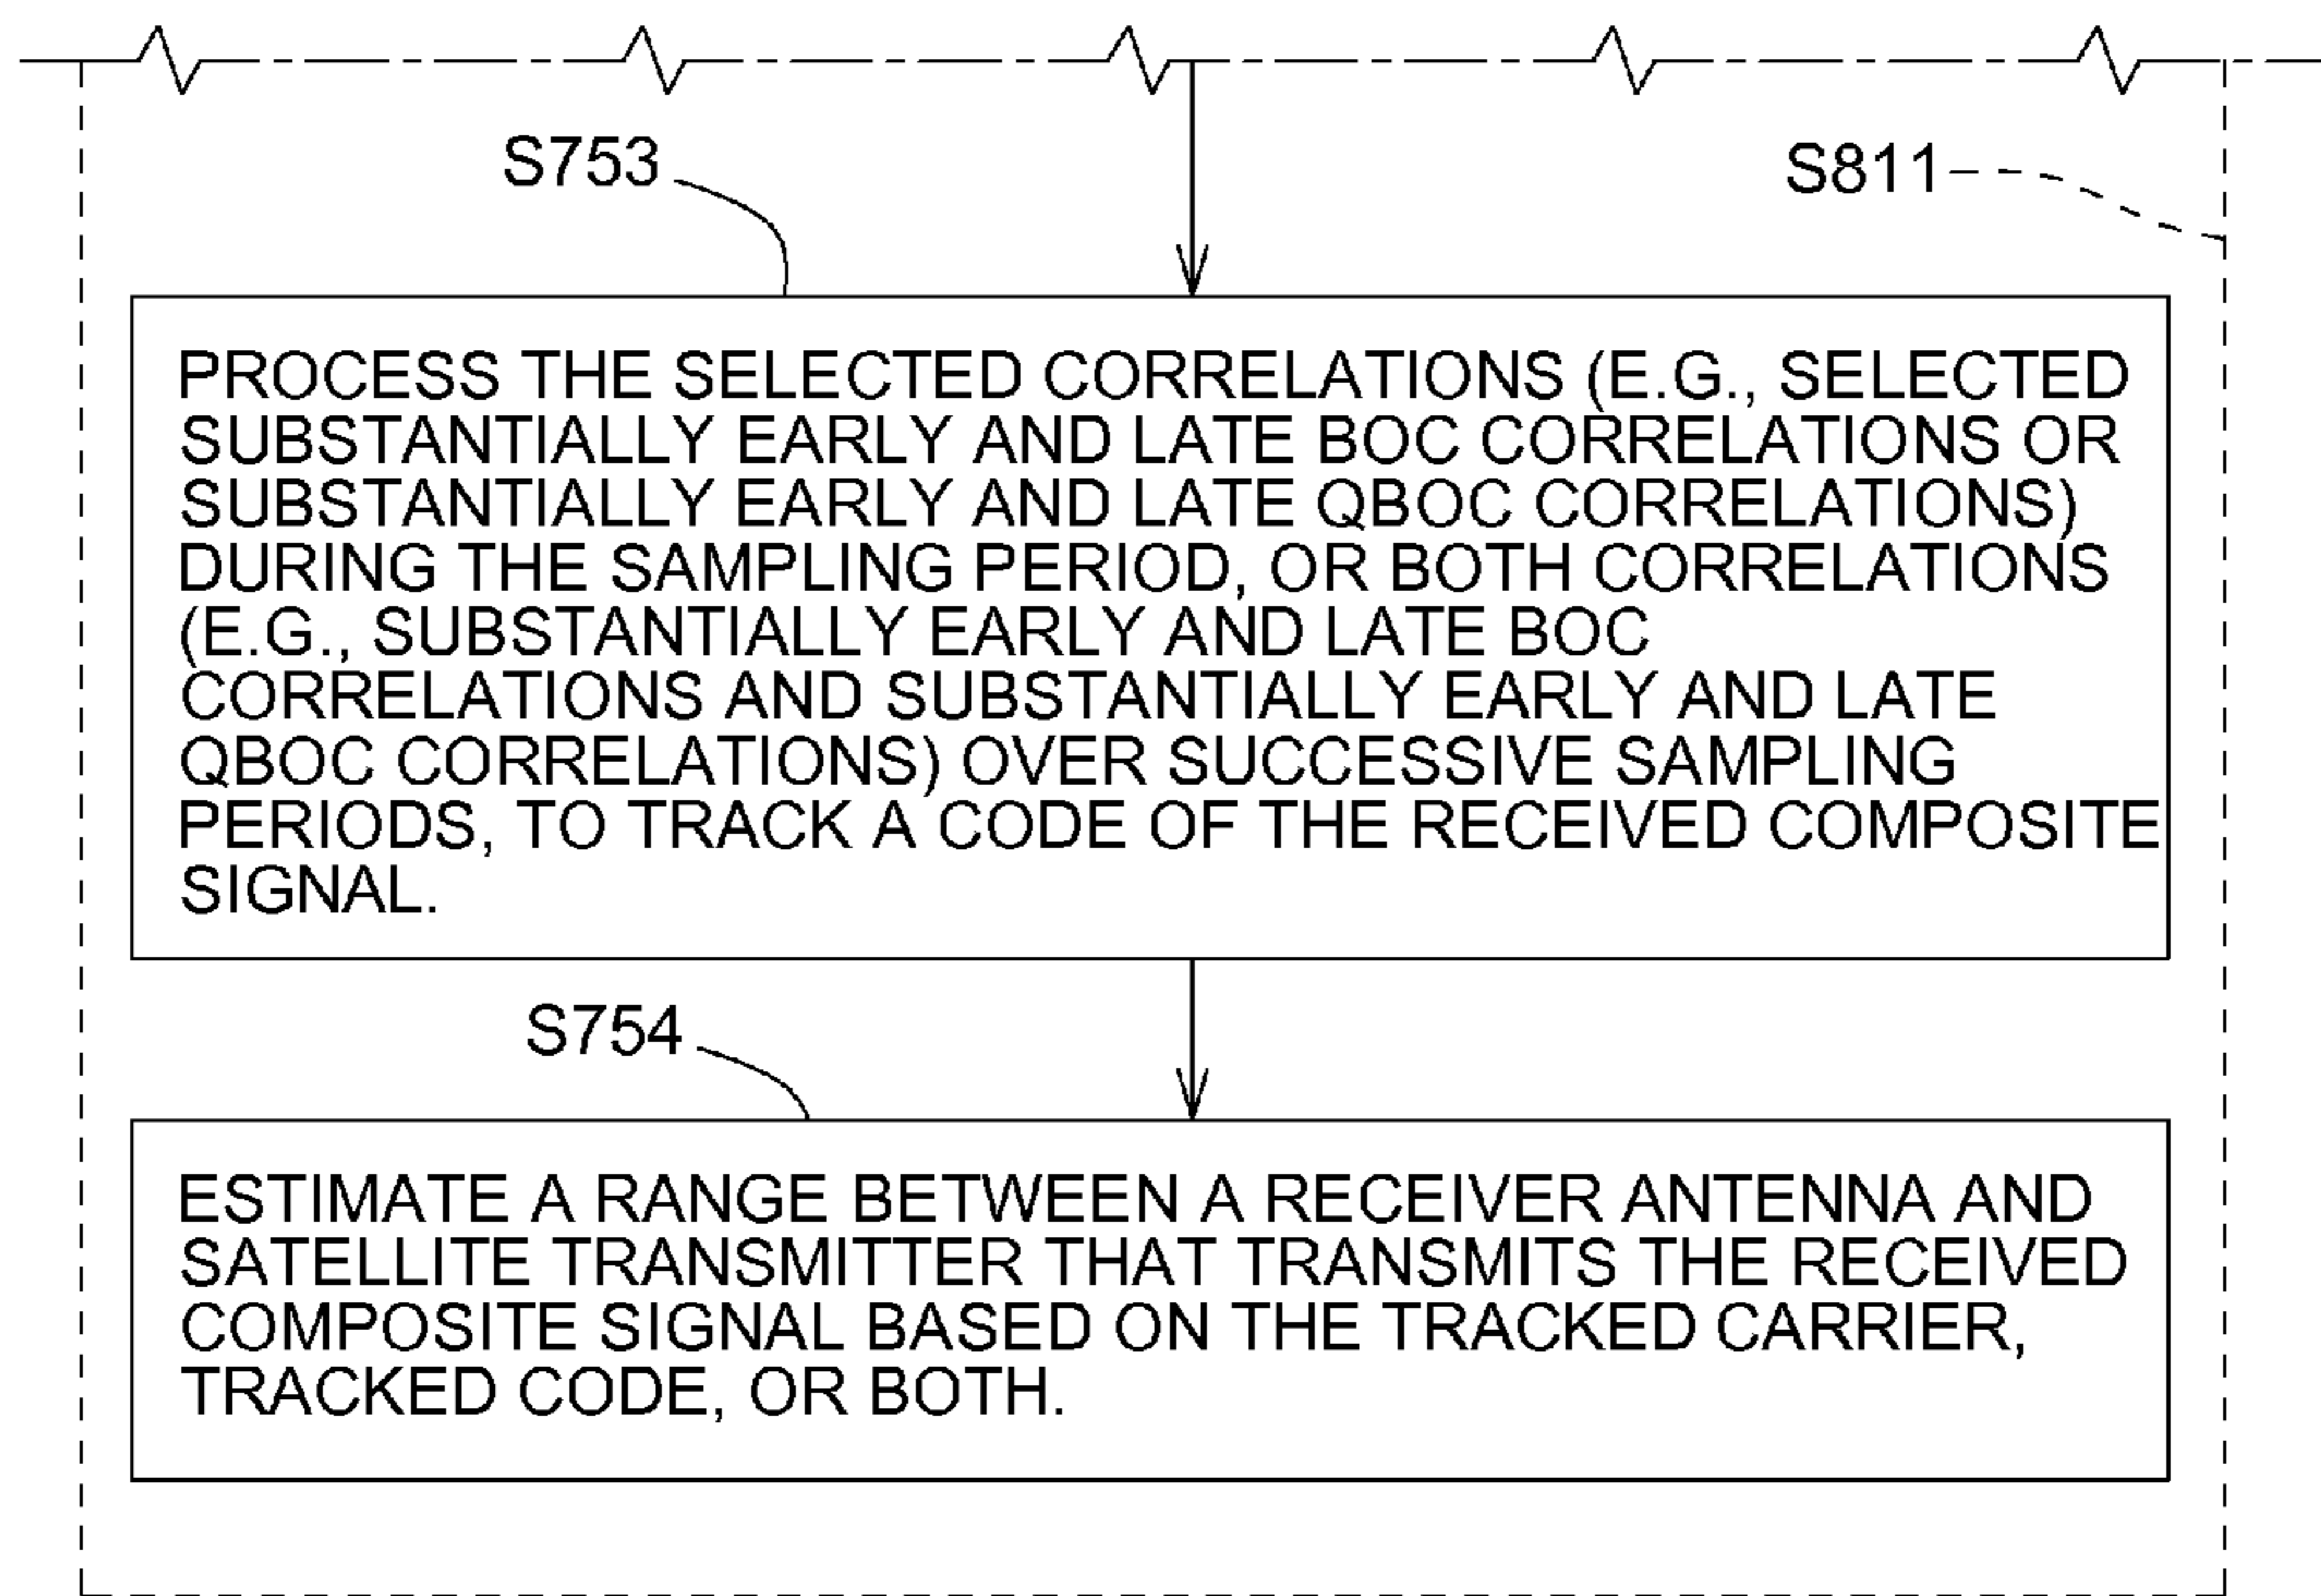 S753
S811
PROCESS THE SELECTED CORRELATIONS (E.G., SELECTED
SUBSTANTIALLY EARLY AND LATE BOC CORRELATIONS OR
SUBSTANTIALLY EARLY AND LATE QBOC CORRELATIONS)
DURING THE SAMPLING PERIOD, OR BOTH CORRELATIONS
(E.G., SUBSTANTIALLY EARLY AND LATE BOC
CORRELATIONS AND SUBSTANTIALLY EARLY AND LATE
QBOC CORRELATIONS) OVER SUCCESSIVE SAMPLING
PERIODS, TO TRACK A CODE OF THE RECEIVED COMPOSITE
SIGNAL.
S754
ESTIMATE A RANGE BETWEEN A RECEIVER ANTENNA AND
SATELLITE TRANSMITTER THAT TRANSMITS THE RECEIVED
COMPOSITE SIGNAL BASED ON THE TRACKED CARRIER,
TRACKED CODE, OR BOTH.